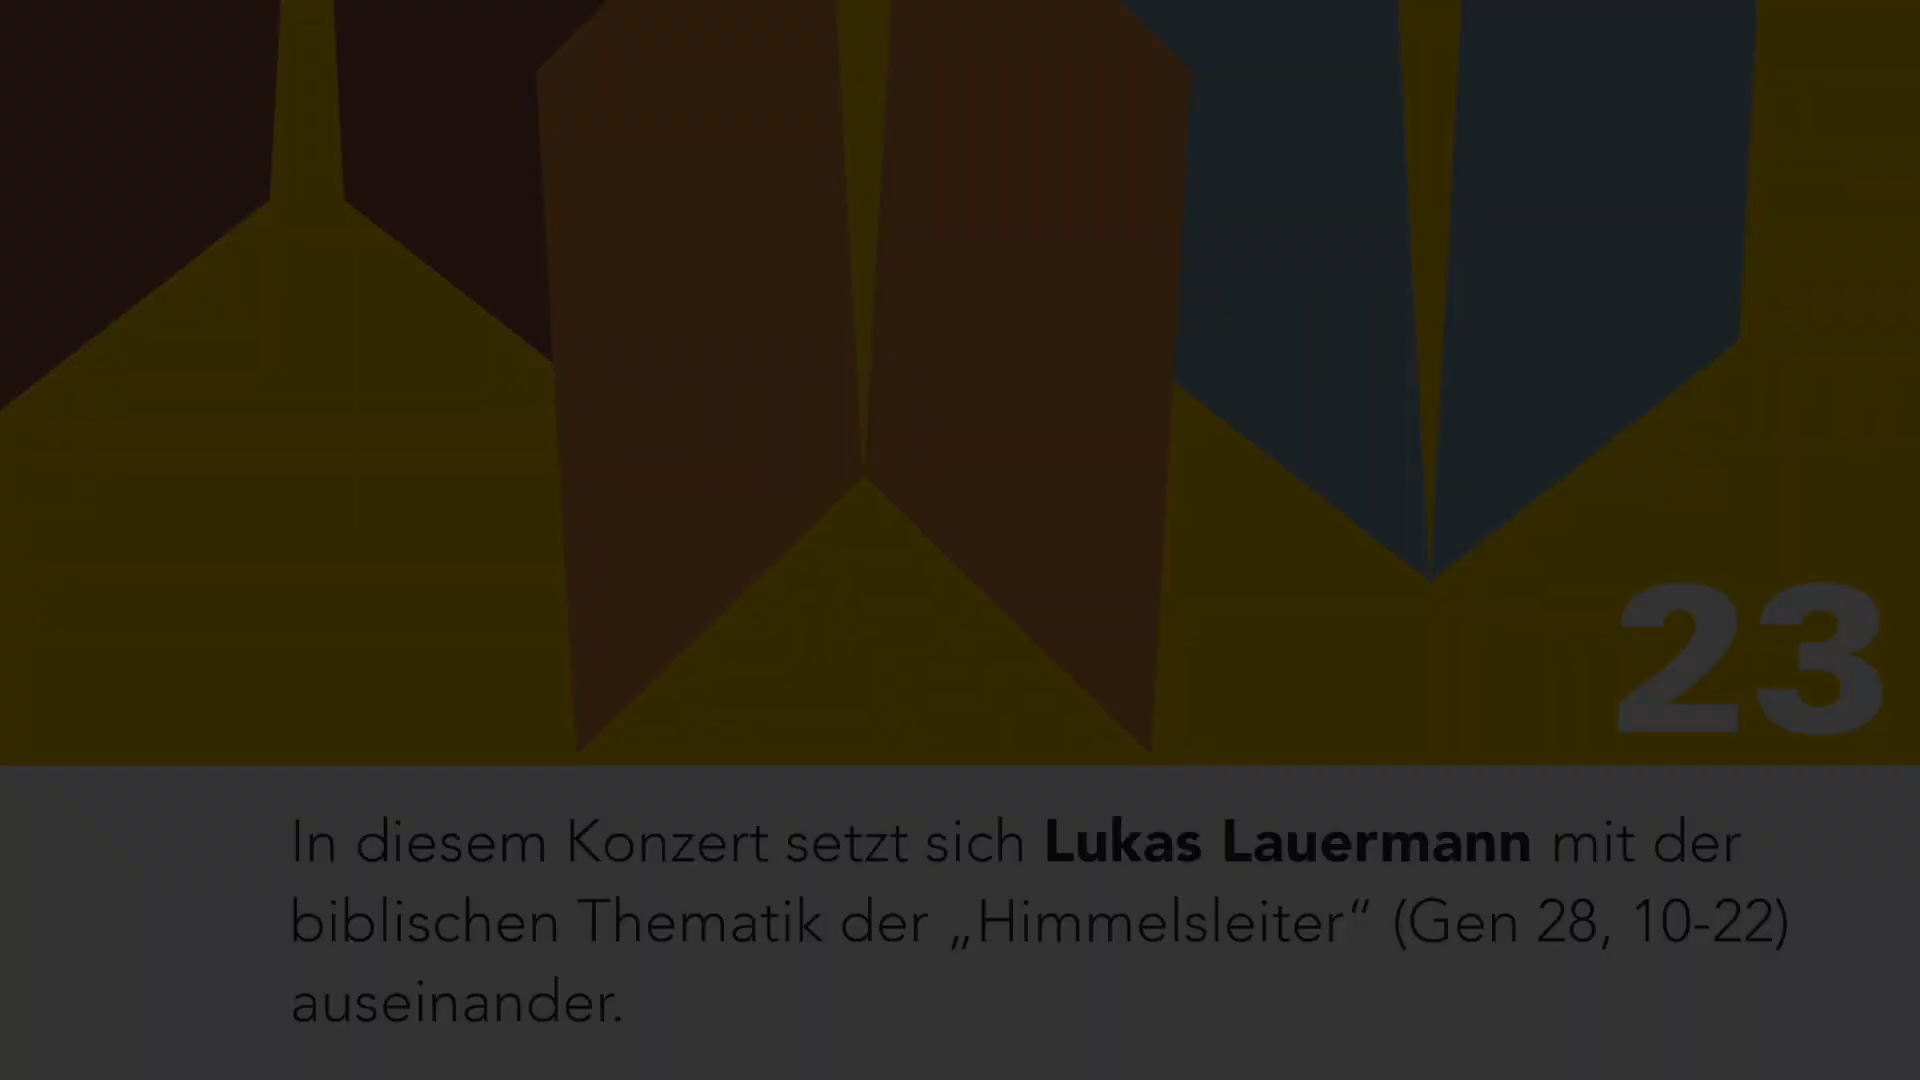 23
In diesem Konzert setzt sich Lukas Lauermann mit der
biblischen Thematik der „Himmelsleiter“ (Gen 28, 10-22)
auseinander.